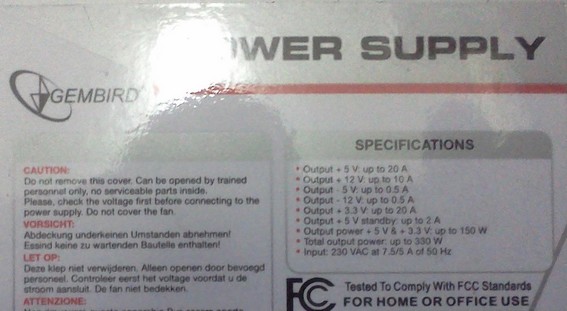 POWER SUPPLY
GEMBIRD
CAUTION:
Do not remove this cover. Can be opened by trained
personnel only, no serviceable parts inside.
Please, check the voltage first before connecting to the
power supply. Do not cover the fan.
VORSICHT:
Abdeckung underkeinen Umstanden abnehmen!
Essind keine zu wartenden Bauteile enthalten!
LET OP:
Deze klep niet verwijderen. Alleen openen door bevoegd
personeel. Controleer eerst het voltage voordat u de
stroom aansluit. De fan niet bedekken.
ATTENZIONE:
SPECIFICATIONS
• Output + 5 V: up to 20 A
• Output + 12 V: up to 10 A
• Output - 5 V: up to 0.5 A
• Output - 12 V: up to 0.5 A
• Output + 3.3 V: up to 20 A
• Output + 5 V standby: up to 2 A
• Output power + 5 V & + 3.3 V: up to 150 W
• Total output power: up to 330 W
• Input: 230 VAC at 7.5/5 A of 50 Hz
FC Tested To Comply With FCC Standards
FOR HOME OR OFFICE USE